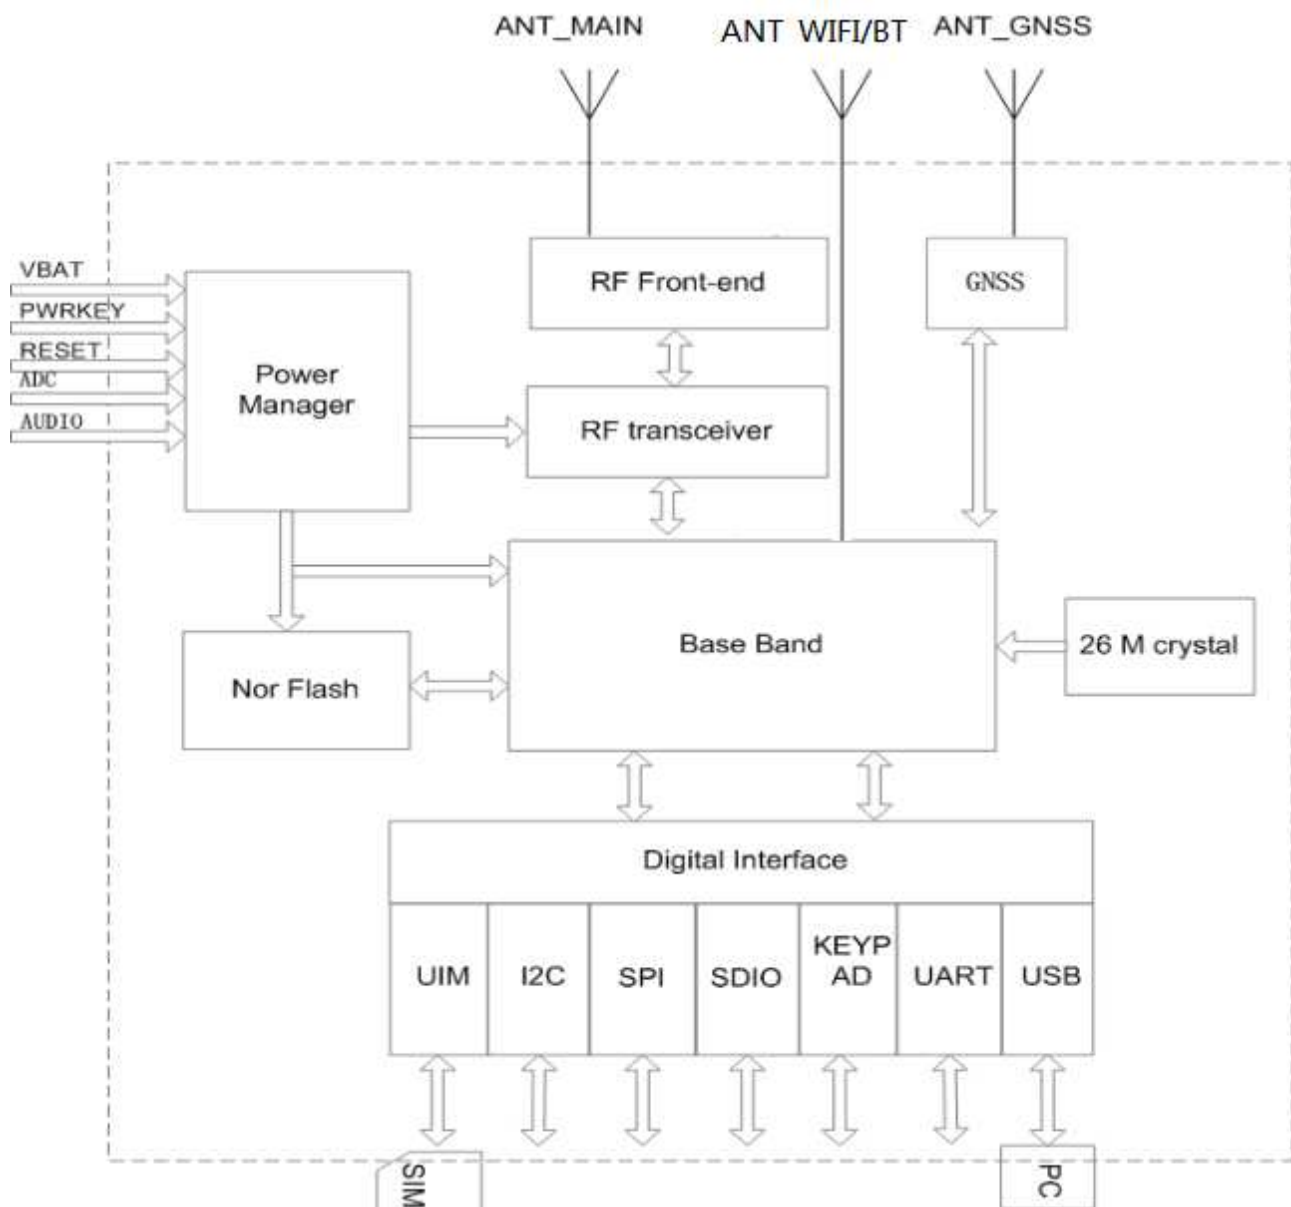 ANT_MAIN
ANT WIFI/BT
ANT_GNSS
VBAT
PWRKEY
RESET
ADC
AUDIO
Power
Manager
RF Front-end
GNSS
RF transceiver
Base Band
26 M crystal
Nor Flash
Digital Interface
UIM
I2C
SPI
SDIO
KEYP
AD
UART
USB
SIM
PC